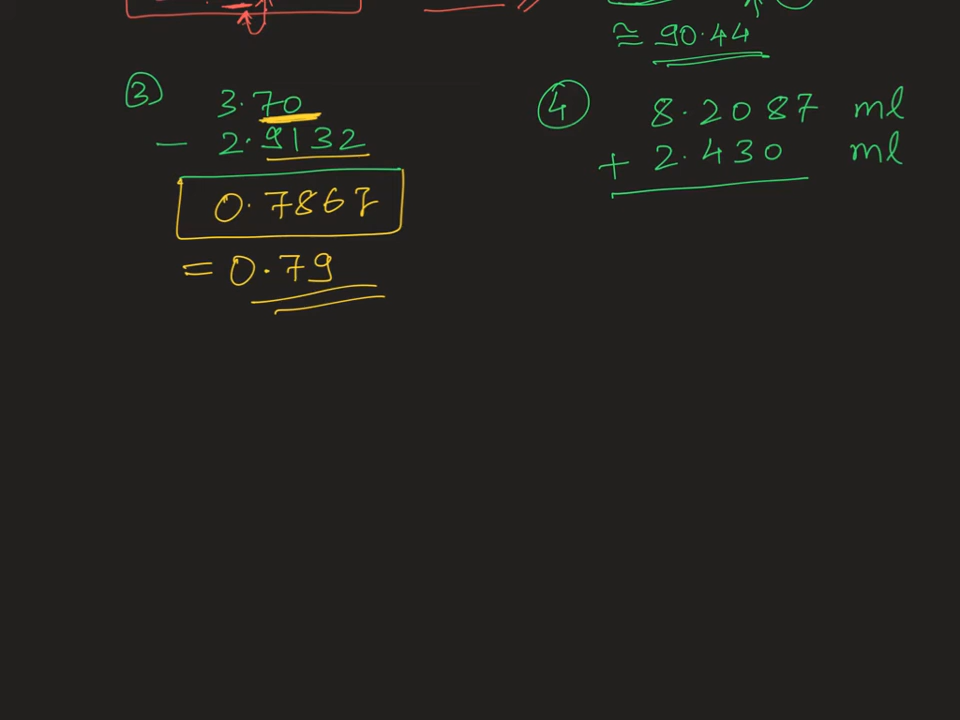 ≅ 90.44
③ 3.70
- 2.9132
0.7867
= 0.79
④ 8.2087 ml
+ 2.430 ml